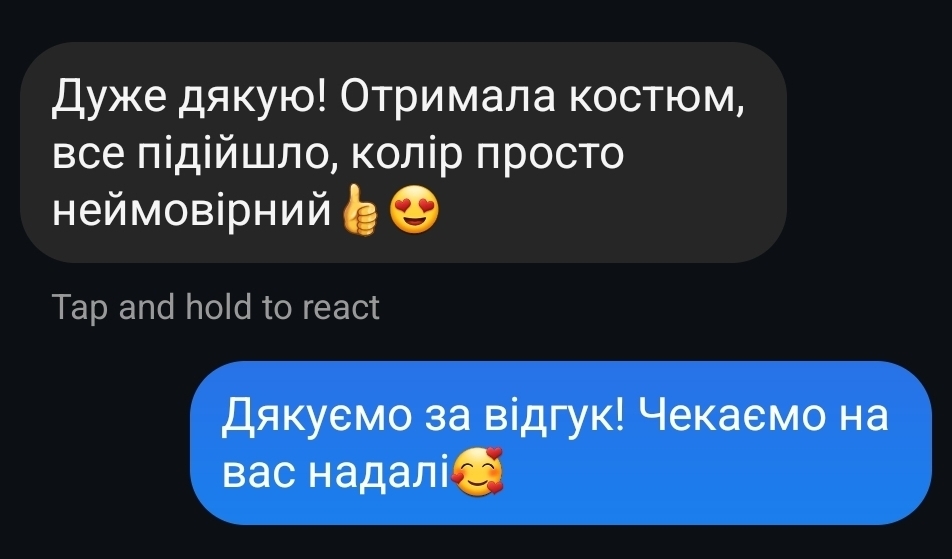 Дуже дякую! Отримала костюм,
все підійшло, колір просто
неймовірний👍😍
Tap and hold to react
Дякуємо за відгук! Чекаємо на
вас надалі🥰